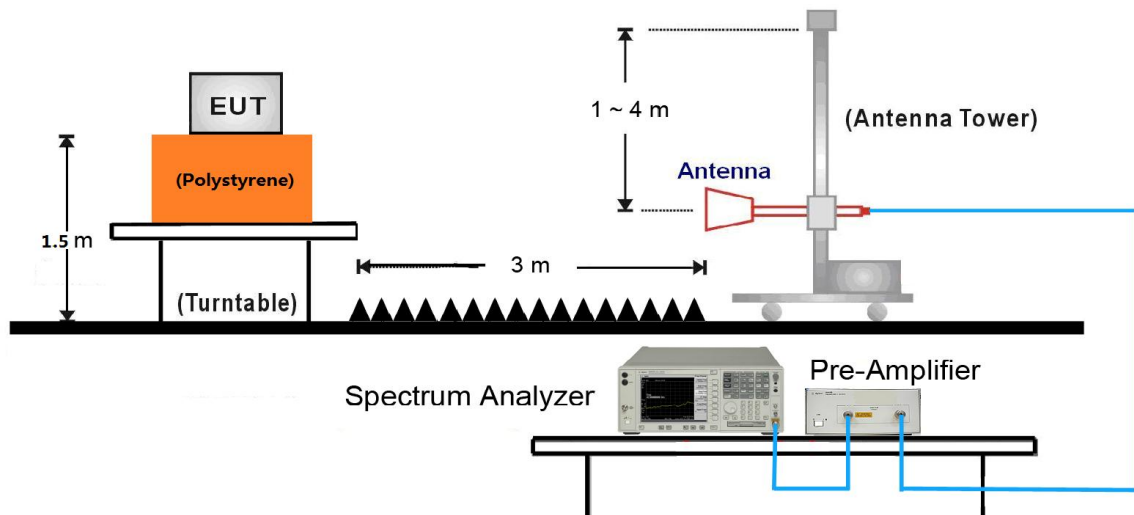 EUT
(Polystyrene)
1.5 m
(Turntable)
3 m
1 ~ 4 m
(Antenna Tower)
Antenna
Spectrum Analyzer
Pre-Amplifier